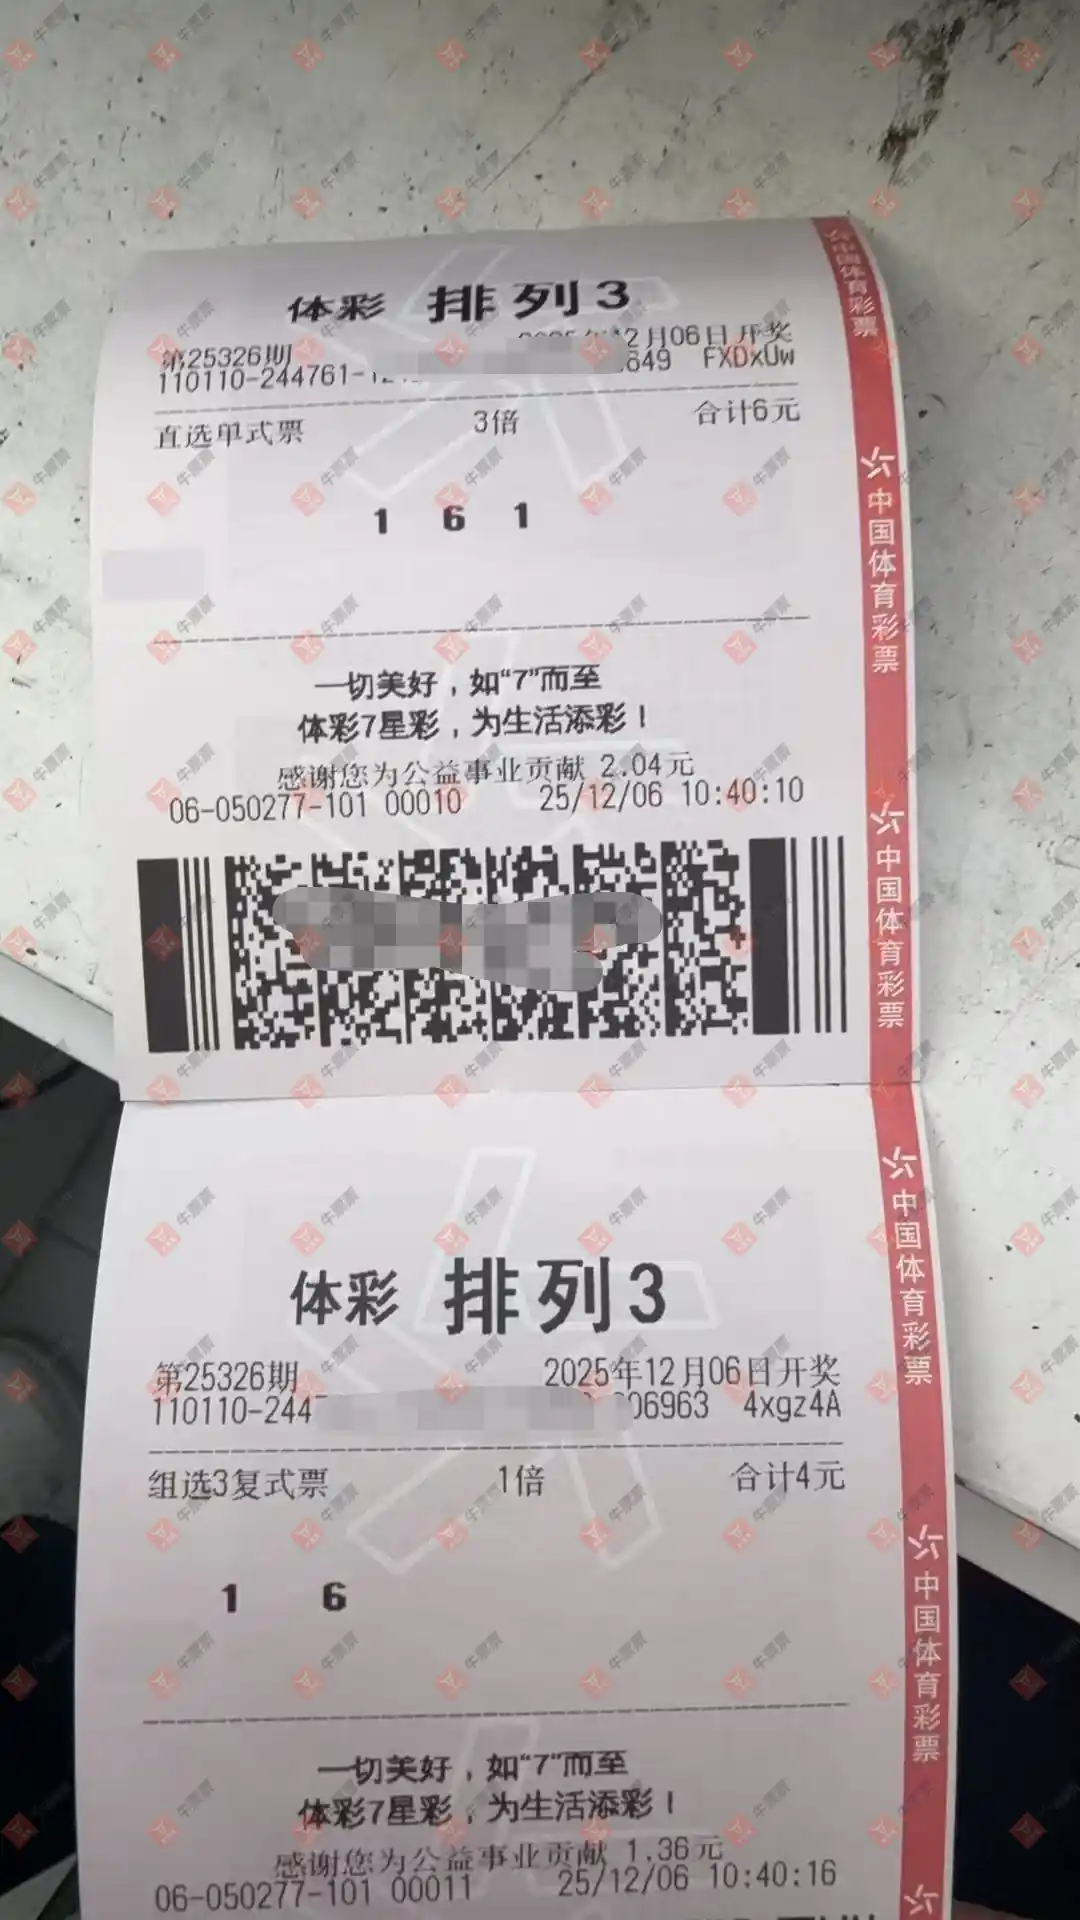 体彩 排列3
2025年12月06日开奖
第25326期
110110-244761- 649 FXDxUw
直选单式票 3倍 合计6元
1 6 1
一切美好，如“7”而至
体彩7星彩，为生活添彩！
感谢您为公益事业贡献 2.04元
06-050277-101 00010 25/12/06 10:40:10
体彩 排列3
第25326期 2025年12月06日开奖
110110-244 06963 4xgz4A
组选3复式票 1倍 合计4元
1 6
一切美好，如“7”而至
体彩7星彩，为生活添彩！
感谢您为公益事业贡献 1.36元
06-050277-101 00011 25/12/06 10:40:16
中国体育彩票
中国体育彩票
中国体育彩票
中国体育彩票
中国体育彩票
牛票票